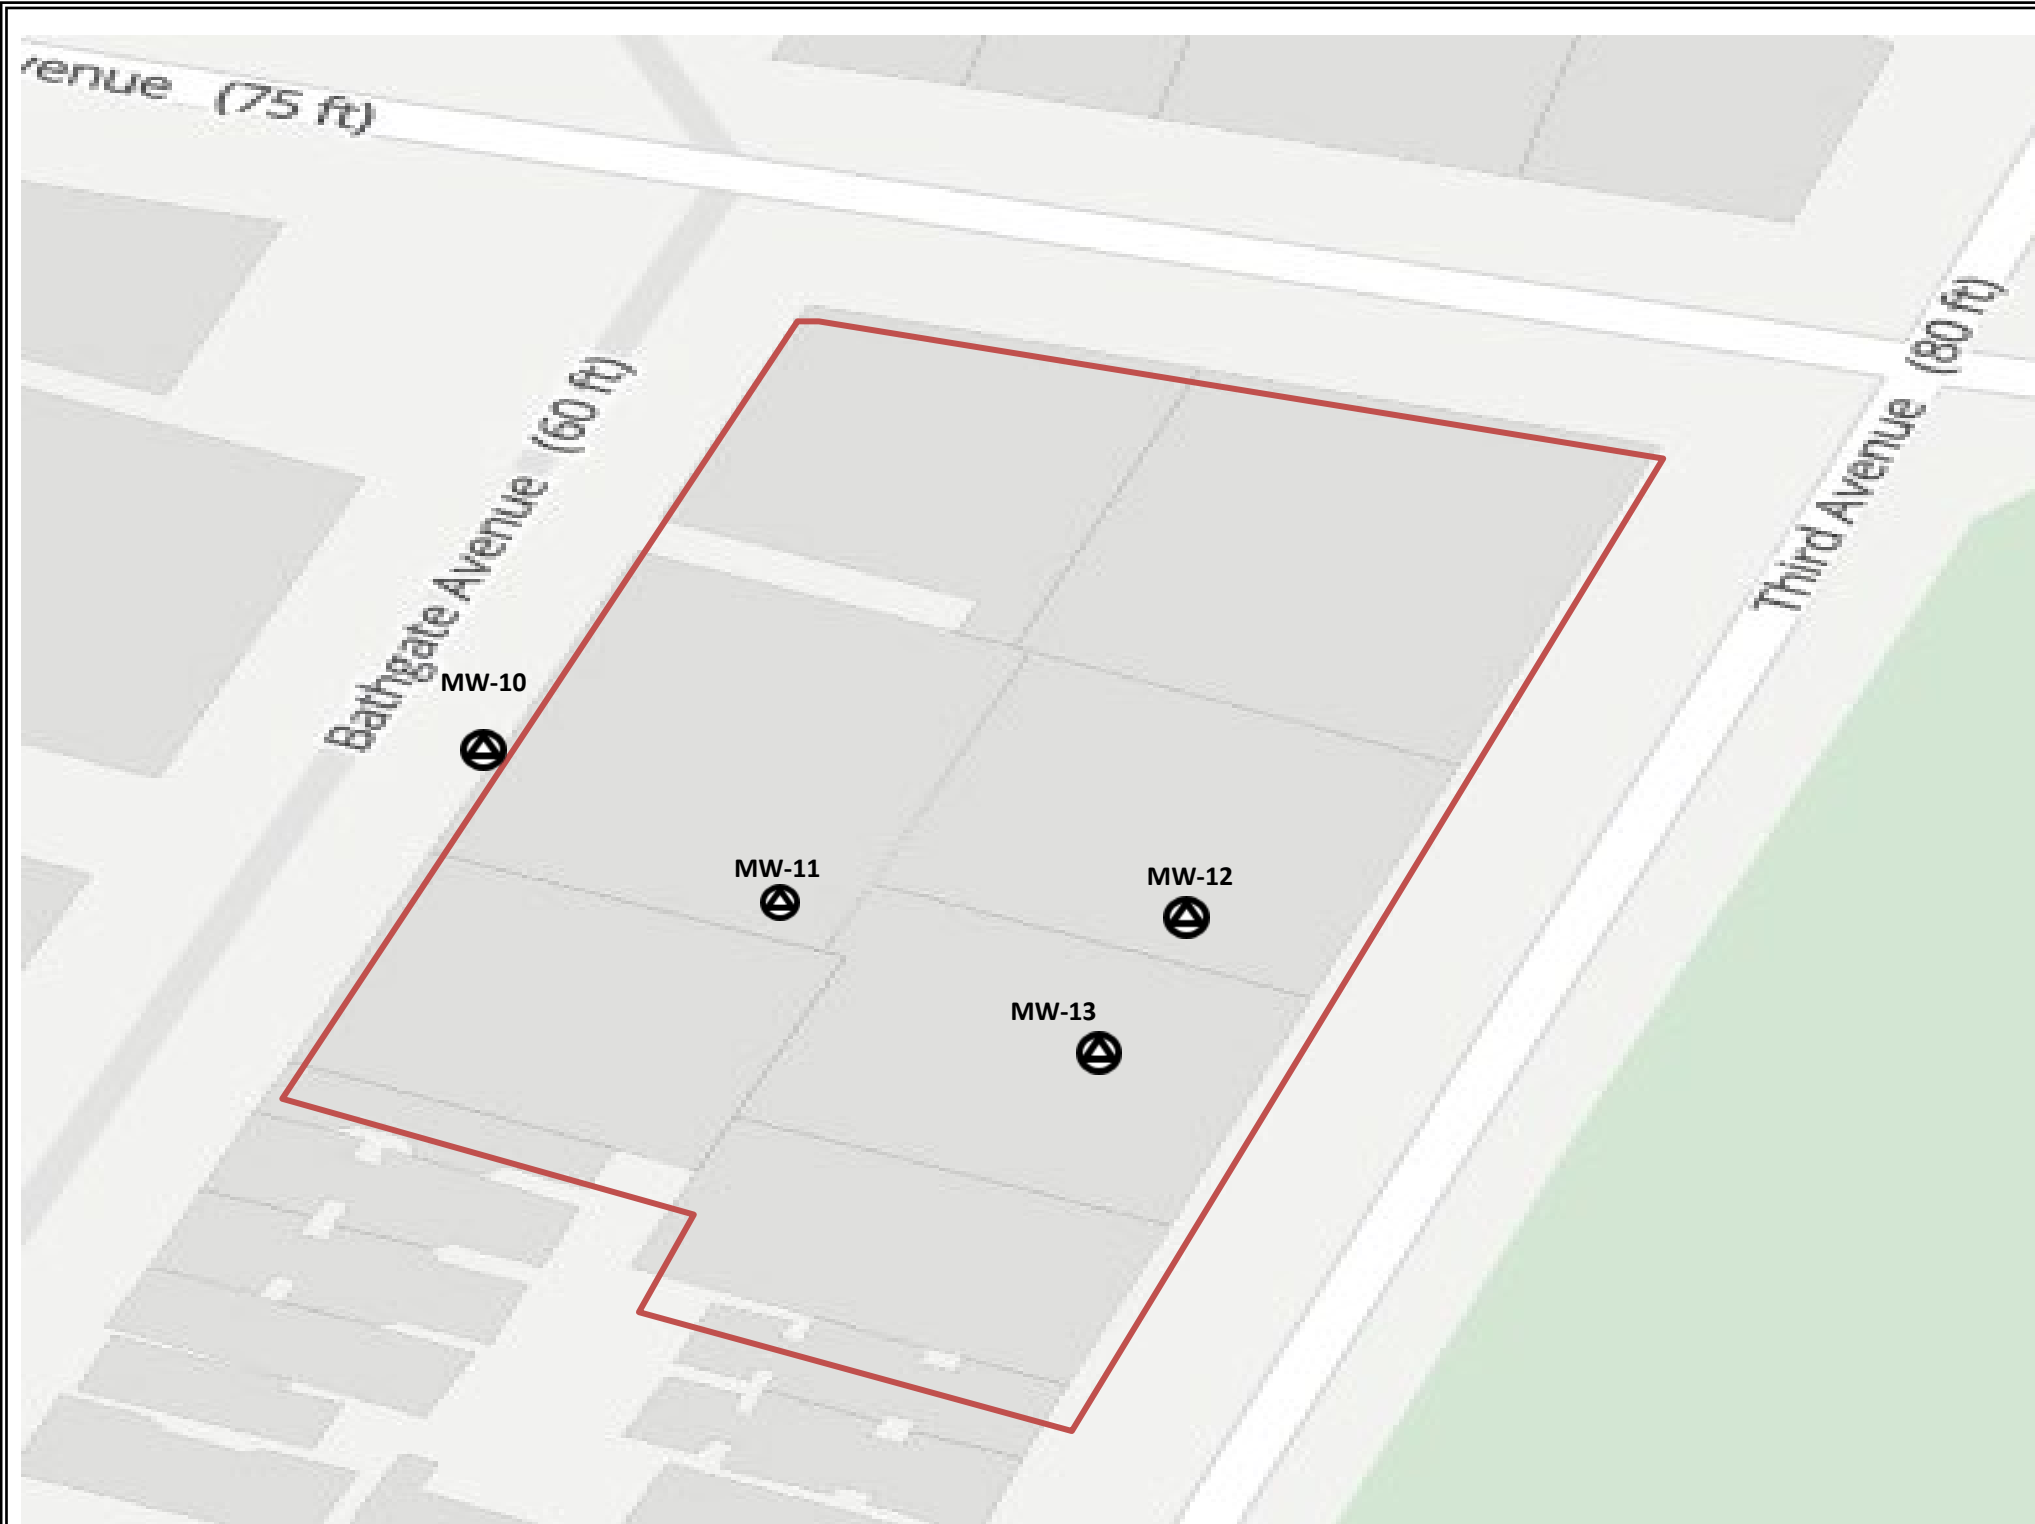 venue (75 ft)
Third Avenue (80 ft)
Bathgate Avenue (60 ft)
MW-10
MW-11
MW-12
MW-13